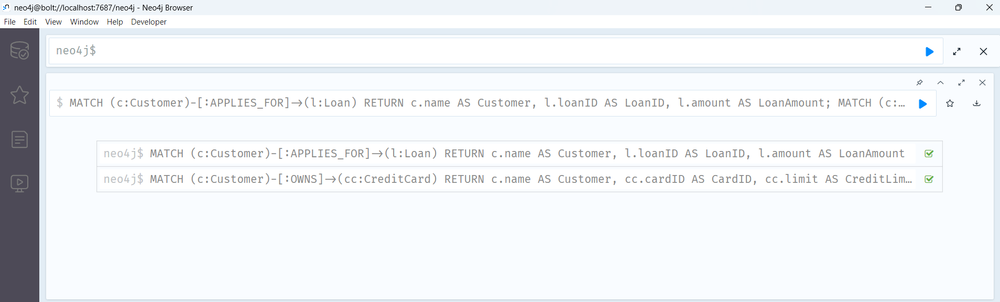 neo4j@bolt://localhost:7687/neo4j - Neo4j Browser
File Edit View Window Help Developer
neo4j$
$ MATCH (c:Customer)-[:APPLIES_FOR]->(l:Loan) RETURN c.name AS Customer, l.loanID AS LoanID, l.amount AS LoanAmount; MATCH (c:…
neo4j$ MATCH (c:Customer)-[:APPLIES_FOR]->(l:Loan) RETURN c.name AS Customer, l.loanID AS LoanID, l.amount AS LoanAmount
neo4j$ MATCH (c:Customer)-[:OWNS]->(cc:CreditCard) RETURN c.name AS Customer, cc.cardID AS CardID, cc.limit AS CreditLim…